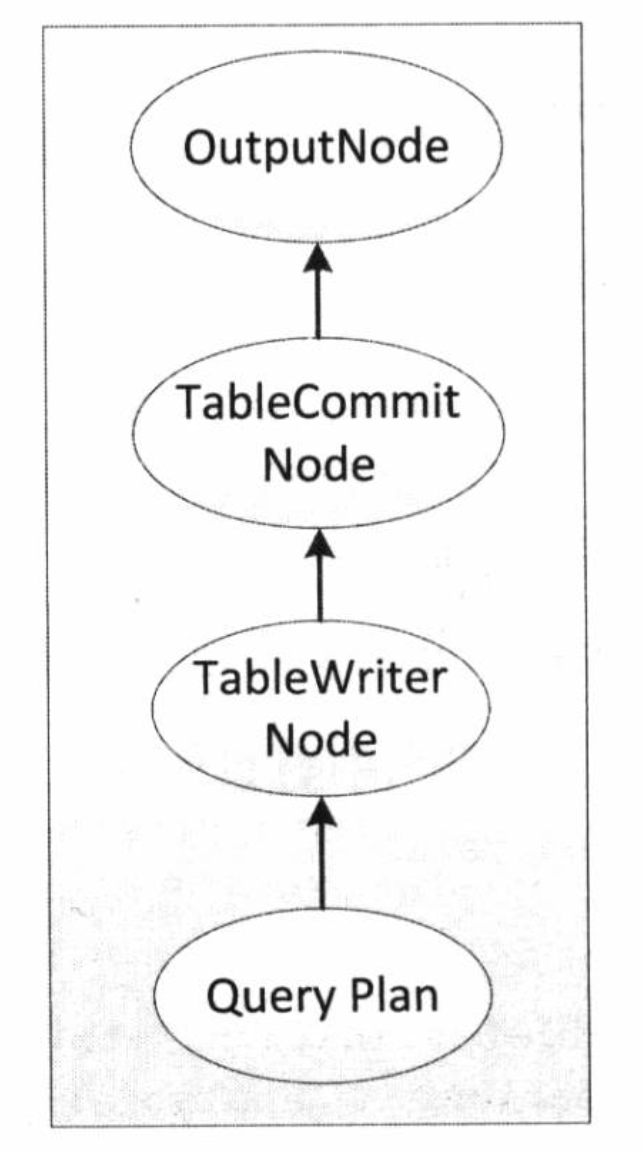 OutputNode
TableCommit
Node
TableWriter
Node
Query Plan